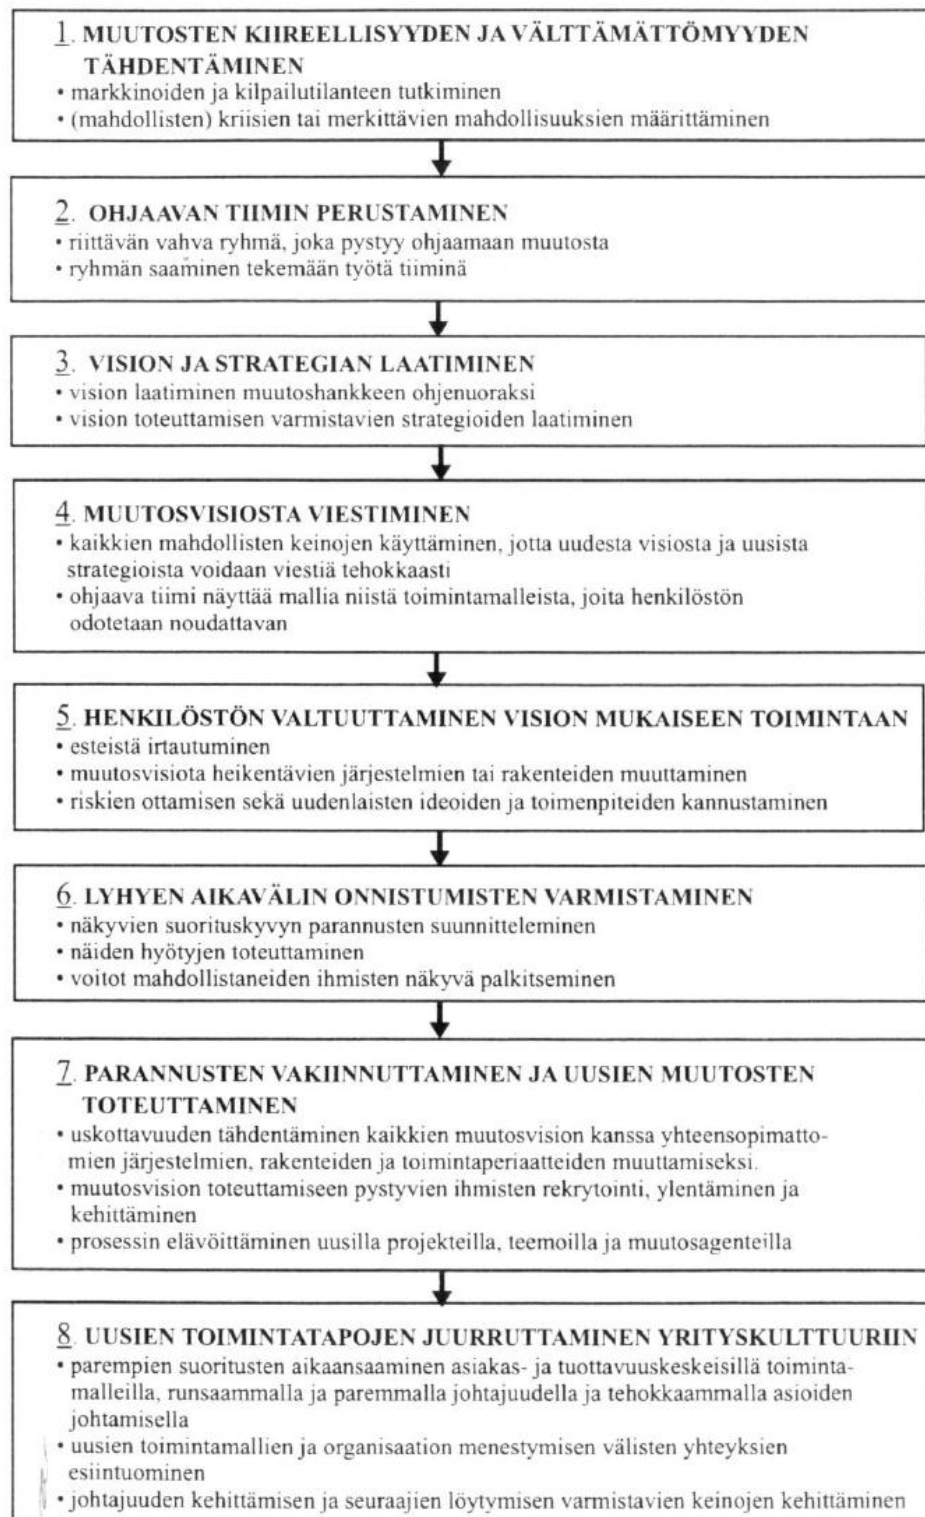 1. MUUTOSTEN KIIREELLISYYDEN JA VÄLTTÄMÄTTÖMYYDEN
TÄHDENTÄMINEN
• markkinoiden ja kilpailutilanteen tutkiminen
• (mahdollisten) kriisien tai merkittävien mahdollisuuksien määrittäminen
2. OHJAAVAN TIIMIN PERUSTAMINEN
• riittävän vahva ryhmä, joka pystyy ohjaamaan muutosta
• ryhmän saaminen tekemään työtä tiiminä
3. VISION JA STRATEGIAN LAATIMINEN
• vision laatiminen muutoshankkeen ohjenuoraksi
• vision toteuttamisen varmistavien strategioiden laatiminen
4. MUUTOSVISIOSTA VIESTIMINEN
• kaikkien mahdollisten keinojen käyttäminen, jotta uudesta visiosta ja uusista
strategioista voidaan viestiä tehokkaasti
• ohjaava tiimi näyttää mallia niistä toimintamalleista, joita henkilöstön
odotetaan noudattavan
5. HENKILÖSTÖN VALTUUTTAMINEN VISION MUKAISEEN TOIMINTAAN
• esteistä irtautuminen
• muutosvisiota heikentävien järjestelmien tai rakenteiden muuttaminen
• riskien ottamisen sekä uudenlaisten ideoiden ja toimenpiteiden kannustaminen
6. LYHYEN AIKAVÄLIN ONNISTUMISTEN VARMISTAMINEN
• näkyvien suorituskyvyn parannusten suunnitteleminen
• näiden hyötyjen toteuttaminen
• voitot mahdollistaneiden ihmisten näkyvä palkitseminen
7. PARANNUSTEN VAKIINNUTTAMINEN JA UUSIEN MUUTOSTEN
TOTEUTTAMINEN
• uskottavuuden tähdentäminen kaikkien muutosvision kanssa yhteensopimatto-
mien järjestelmien, rakenteiden ja toimintaperiaatteiden muuttamiseksi.
• muutosvision toteuttamiseen pystyvien ihmisten rekrytointi, ylentäminen ja
kehittäminen
• prosessin elävöittäminen uusilla projekteilla, teemoilla ja muutosagenteilla
8. UUSIEN TOIMINTATAPOJEN JUURRUTTAMINEN YRITYSKULTTUURIIN
• parempien suoritusten aikaansaaminen asiakas- ja tuottavuuskeskeisillä toiminta-
malleilla, runsaammalla ja paremmalla johtajuudella ja tehokkaammalla asioiden
johtamisella
• uusien toimintamallien ja organisaation menestymisen välisten yhteyksien
esiintuominen
• johtajuuden kehittämisen ja seuraajien löytymisen varmistavien keinojen kehittäminen